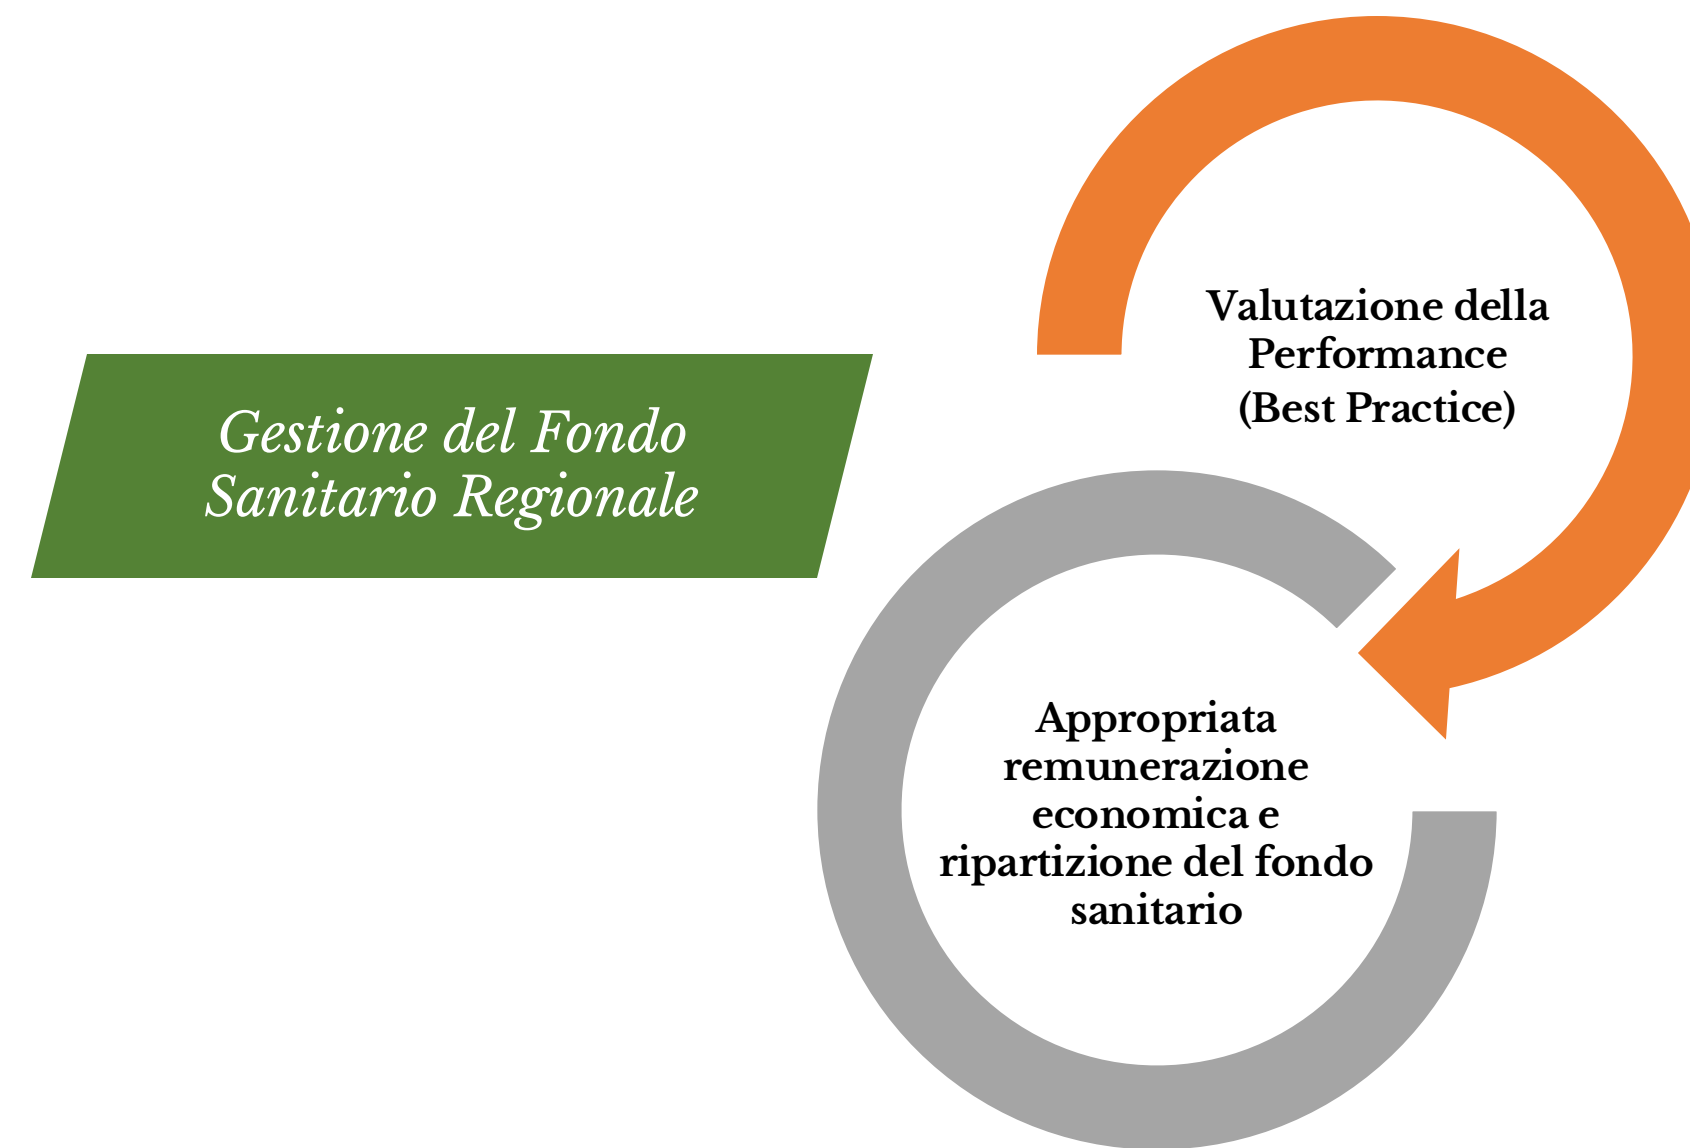 Gestione del Fondo
Sanitario Regionale
Valutazione della
Performance
(Best Practice)
Appropriata
remunerazione
economica e
ripartizione del fondo
sanitario